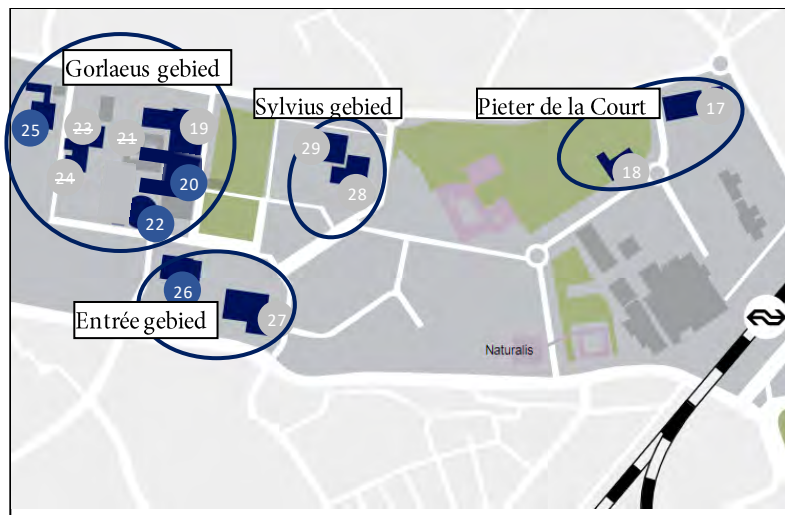 Gorlaeus gebied
Sylvius gebied
Pieter de la Court
25
23
21
19
24
20
22
29
28
17
18
26
27
Entrée gebied
Naturalis